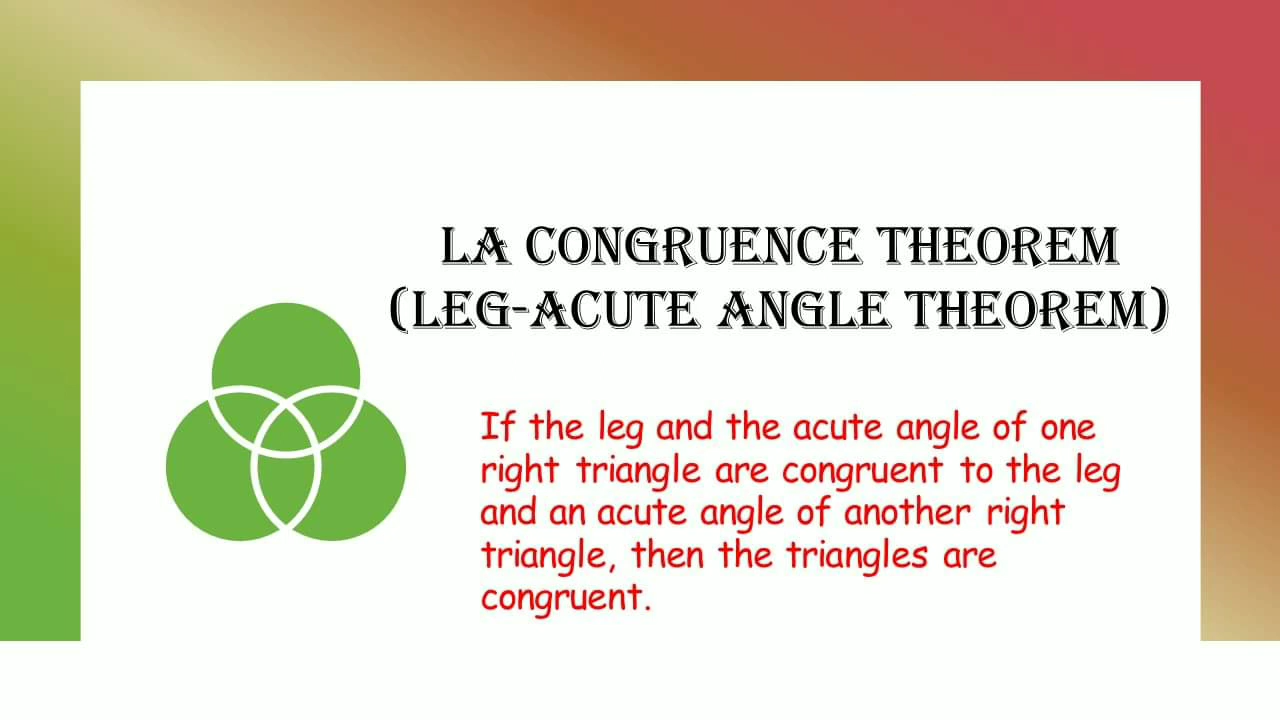 LA CONGRUENCE THEOREM
(LEG-ACUTE ANGLE THEOREM)
If the leg and the acute angle of one
right triangle are congruent to the leg
and an acute angle of another right
triangle, then the triangles are
congruent.